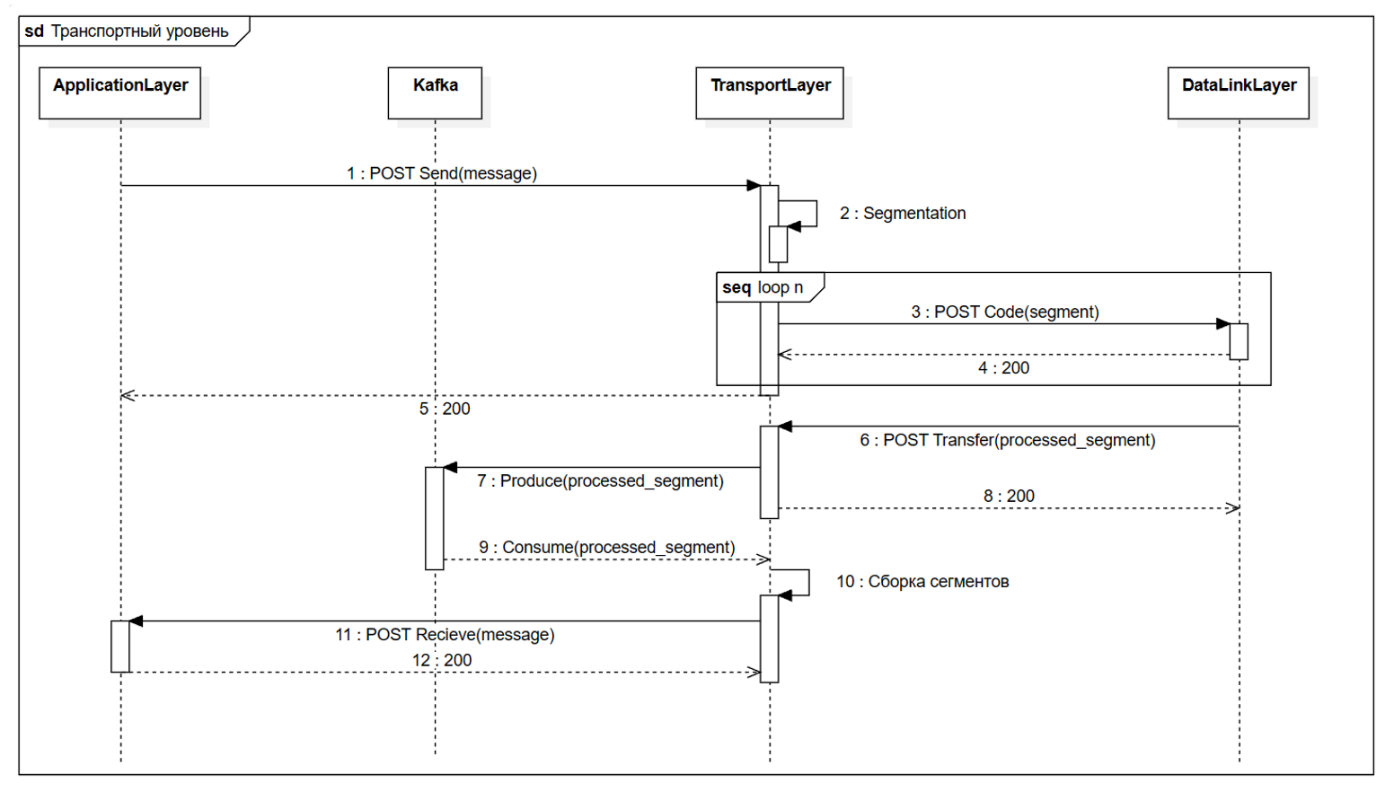 sd Транспортный уровень
ApplicationLayer
Kafka
TransportLayer
DataLinkLayer
1 : POST Send(message)
2 : Segmentation
seq loop n
3 : POST Code(segment)
4 : 200
5 : 200
6 : POST Transfer(processed_segment)
7 : Produce(processed_segment)
8 : 200
9 : Consume(processed_segment)
10 : Сборка сегментов
11 : POST Recieve(message)
12 : 200